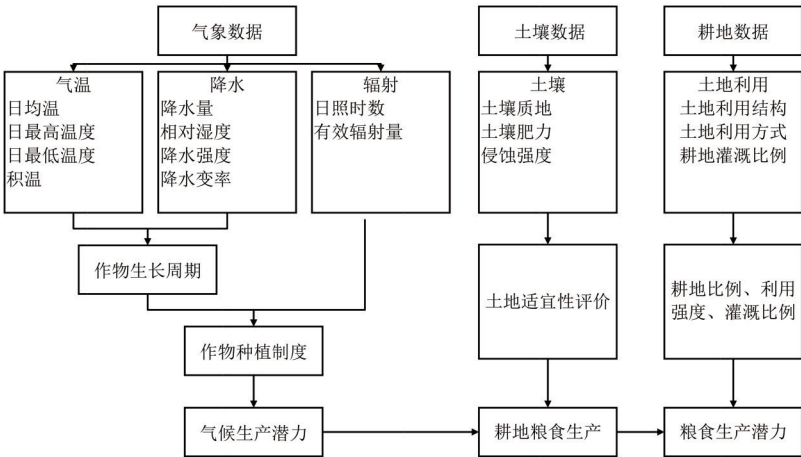 气象数据
土壤数据
耕地数据
气温
日均温
日最高温度
日最低温度
积温
降水
降水量
相对湿度
降水强度
降水变率
辐射
日照时数
有效辐射量
土壤
土壤质地
土壤肥力
侵蚀强度
土地利用
土地利用结构
土地利用方式
耕地灌溉比例
作物生长周期
土地适宜性评价
耕地比例、利用
强度、灌溉比例
作物种植制度
气候生产潜力
耕地粮食生产
粮食生产潜力